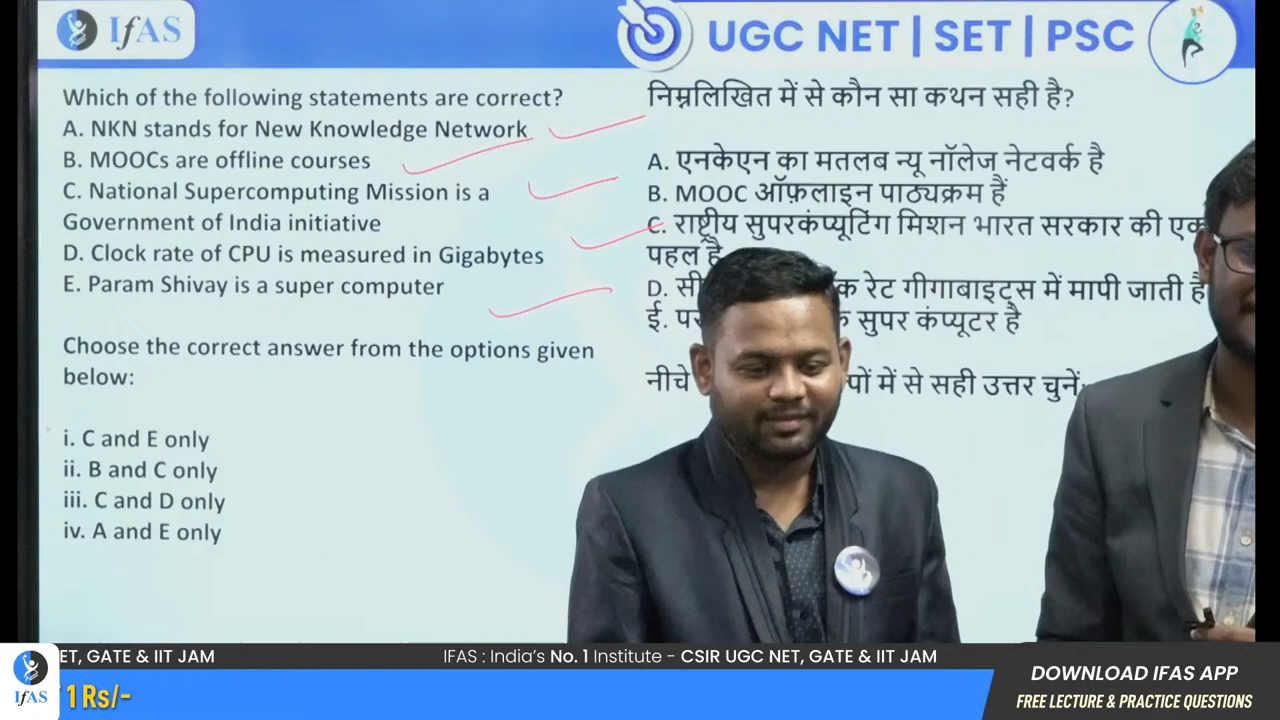 IfAS
UGC NET | SET | PSC
Which of the following statements are correct?
A. NKN stands for New Knowledge Network
B. MOOCs are offline courses
C. National Supercomputing Mission is a
Government of India initiative
D. Clock rate of CPU is measured in Gigabytes
E. Param Shivay is a super computer
Choose the correct answer from the options given
below:
i. C and E only
ii. B and C only
iii. C and D only
iv. A and E only
निम्नलिखित में से कौन सा कथन सही है?
A. एनकेएन का मतलब न्यू नॉलेज नेटवर्क है
B. MOOC ऑफ़लाइन पाठ्यक्रम हैं
C. राष्ट्रीय सुपरकंप्यूटिंग मिशन भारत सरकार की एक
पहल है
D. रेट गीगाबाइट्स में मापी जाती है
ई. सुपर कंप्यूटर है
नीचे में से सही उत्तर चुनें:
ET, GATE & IIT JAM
IFAS : India's No. 1 Institute - CSIR UGC NET, GATE & IIT JAM
IfAS
1 Rs/-
DOWNLOAD IFAS APP
FREE LECTURE & PRACTICE QUESTIONS